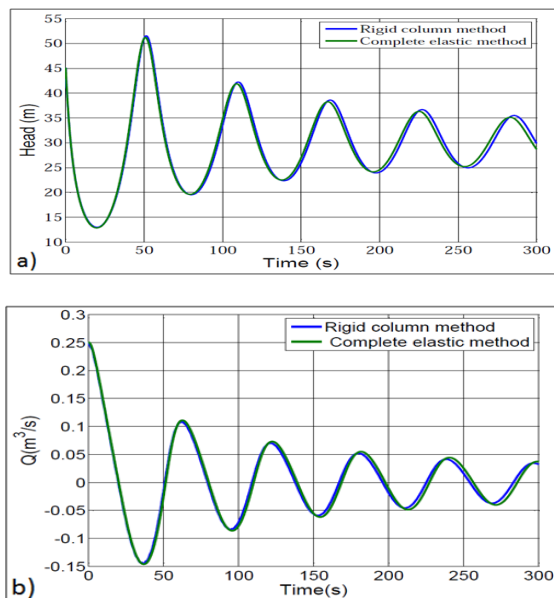 55
50
45
40
35
30
25
20
15
10
Head (m)
Rigid column method
Complete elastic method
0 50 100 150 200 250 300
Time (s)
a)
0.3
0.25
0.2
0.15
0.1
0.05
0
-0.05
-0.1
-0.15
Q(m³/s)
Rigid column method
Complete elastic method
0 50 100 150 200 250 300
Time(s)
b)